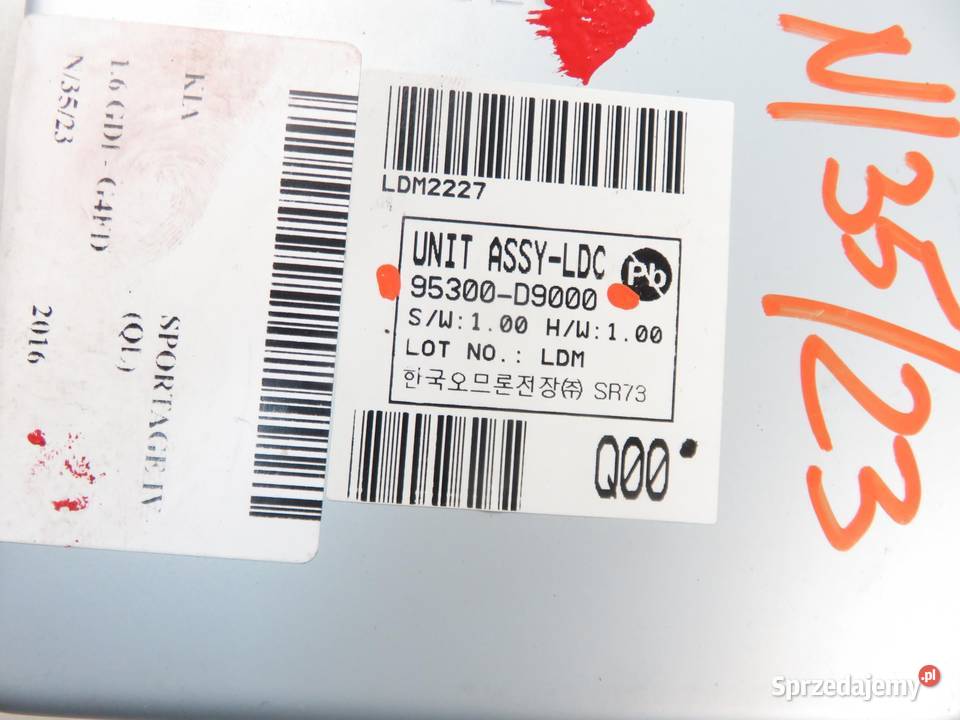 KIA
1.6 GDI - G4FD
N/35/23
SPORTAGE IV
(QL)
2016
LDM2227
UNIT ASSY-LDC
Pb
95300-D9000
S/W:1.00 H/W:1.00
LOT NO.: LDM
한국오므론전장㈜ SR73
Q00
N/35/23
Sprzedajemy.pl